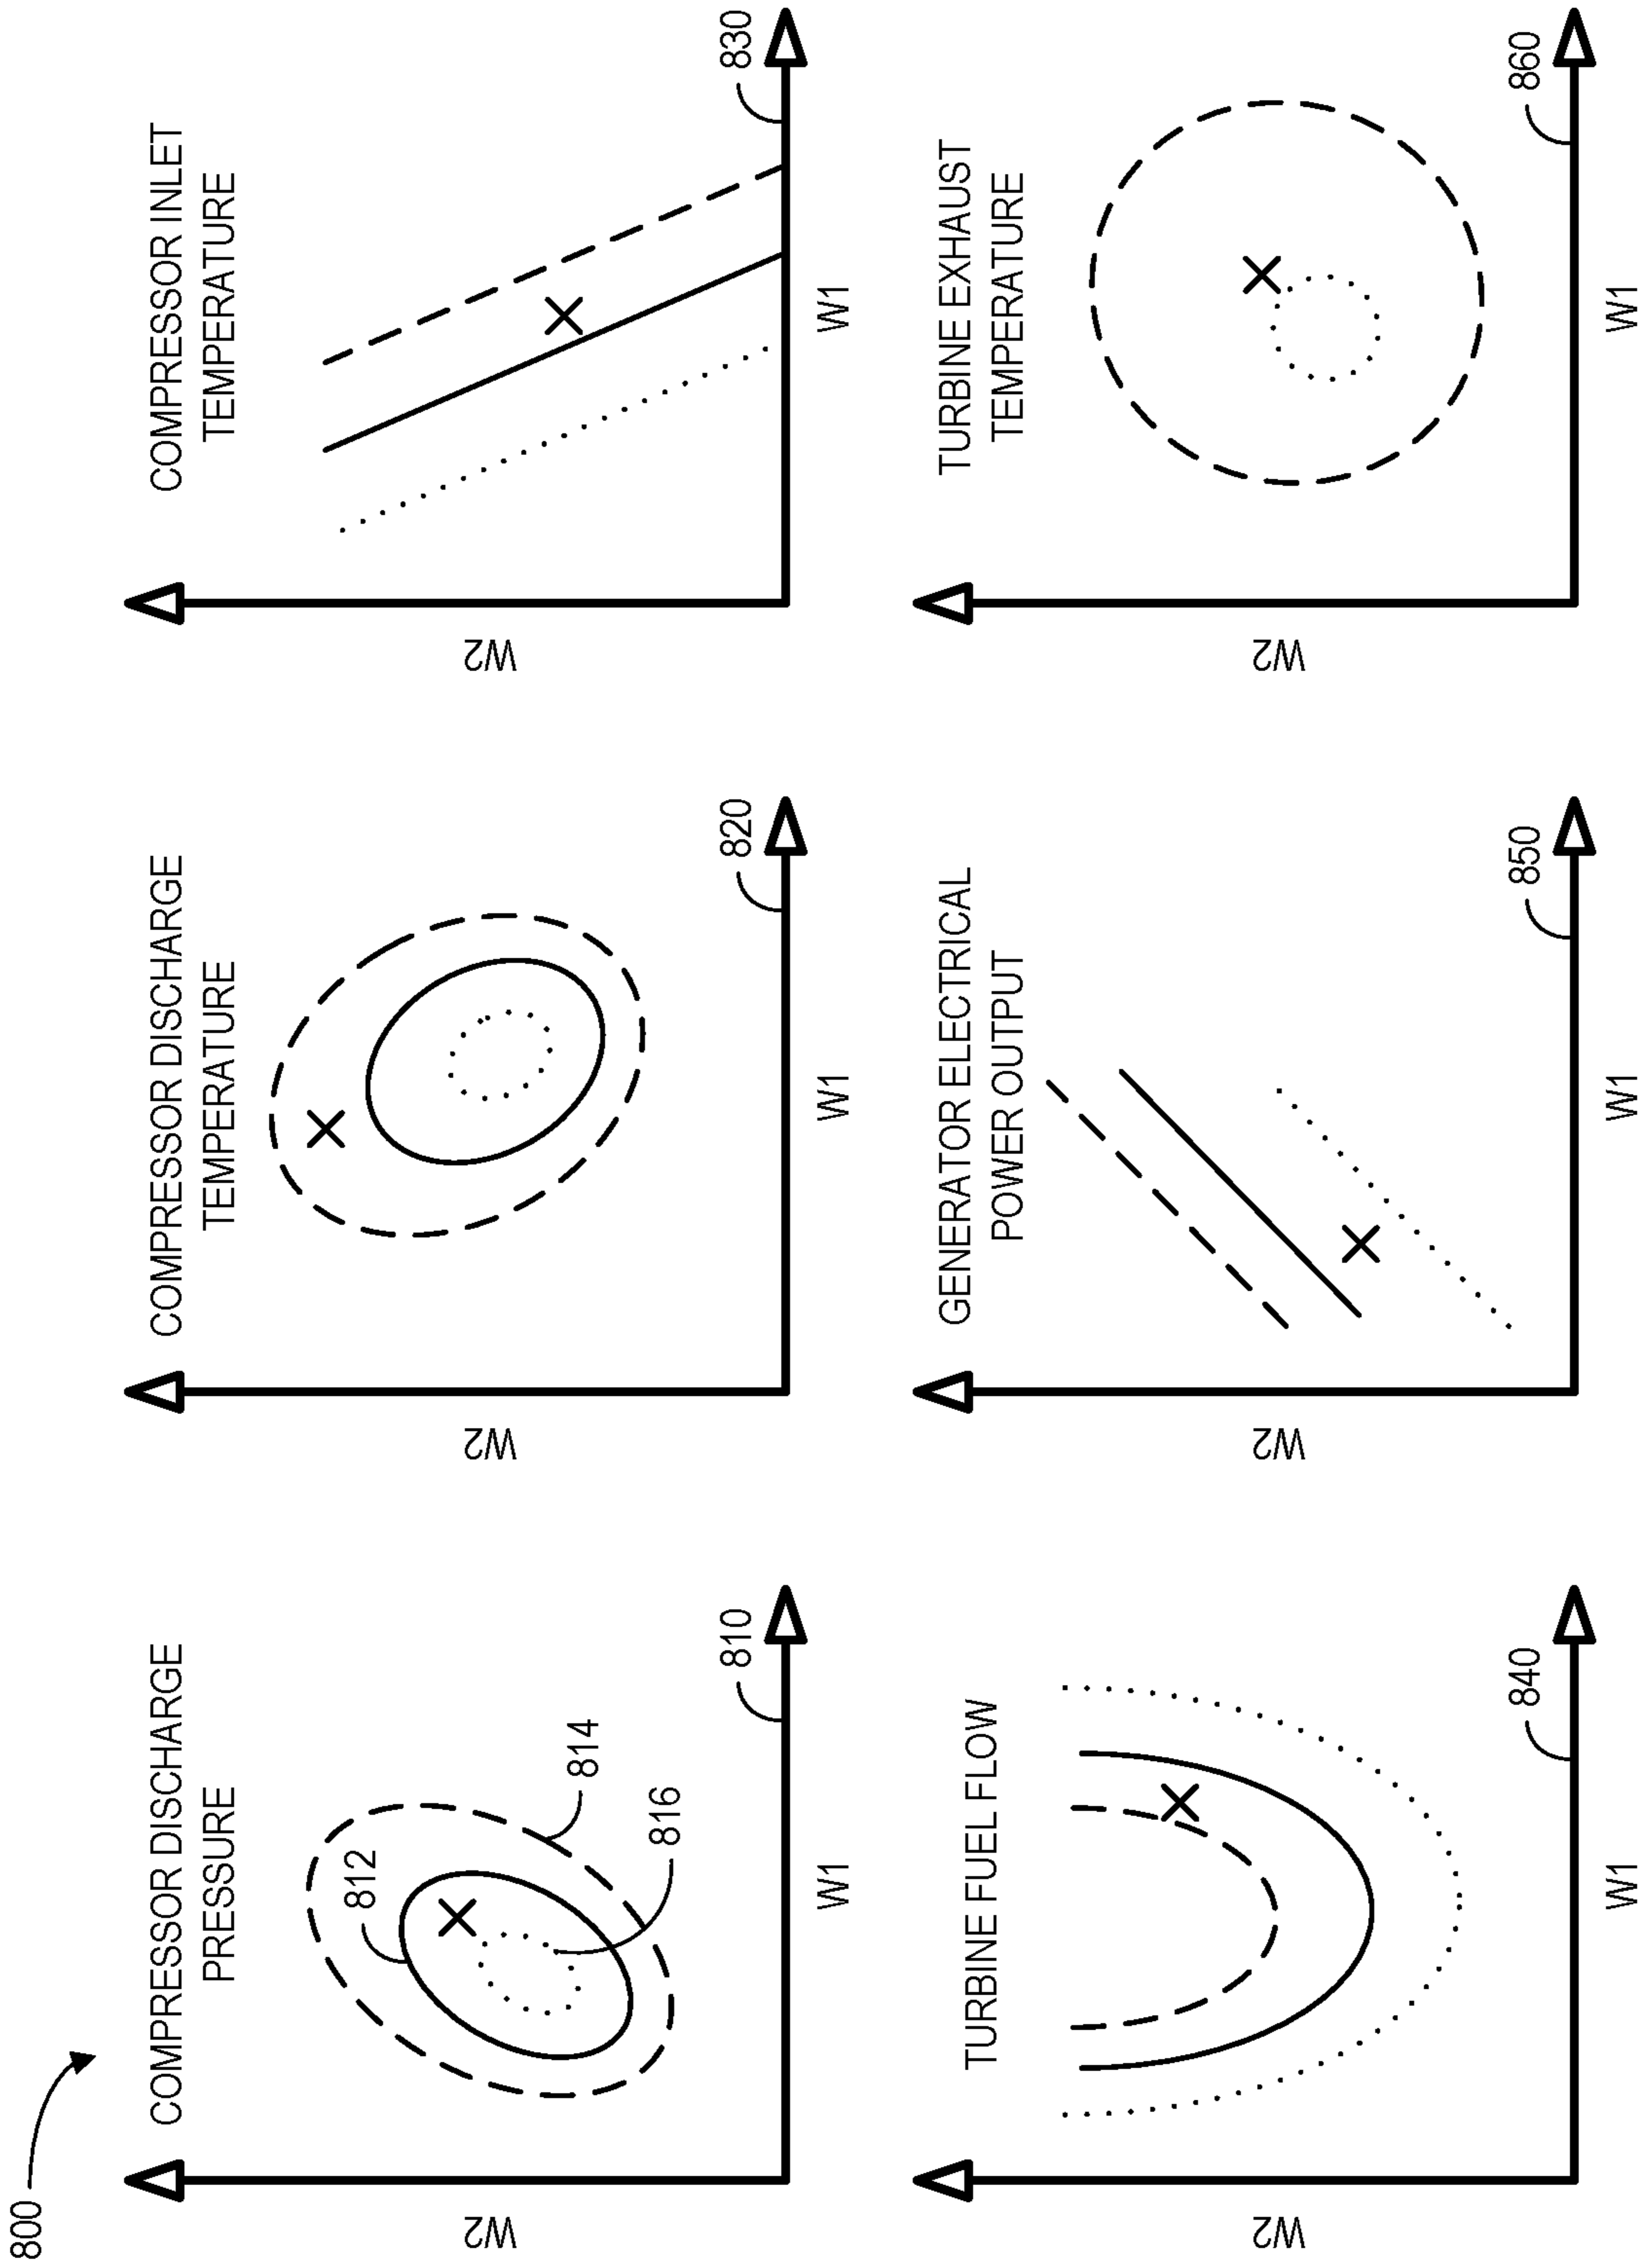 800
COMPRESSOR DISCHARGE
PRESSURE
812
814
816
810
W2
W1
COMPRESSOR DISCHARGE
TEMPERATURE
820
W2
W1
COMPRESSOR INLET
TEMPERATURE
830
W2
W1
TURBINE FUEL FLOW
840
W2
W1
GENERATOR ELECTRICAL
POWER OUTPUT
850
W2
W1
TURBINE EXHAUST
TEMPERATURE
860
W2
W1